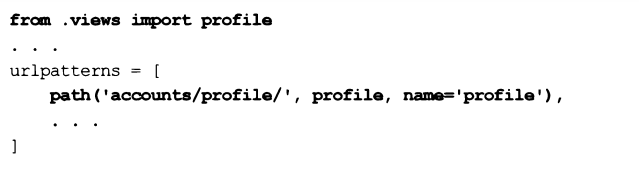 from .views import profile
. . .
urlpatterns = [
    path('accounts/profile/', profile, name='profile'),
    . . .
]